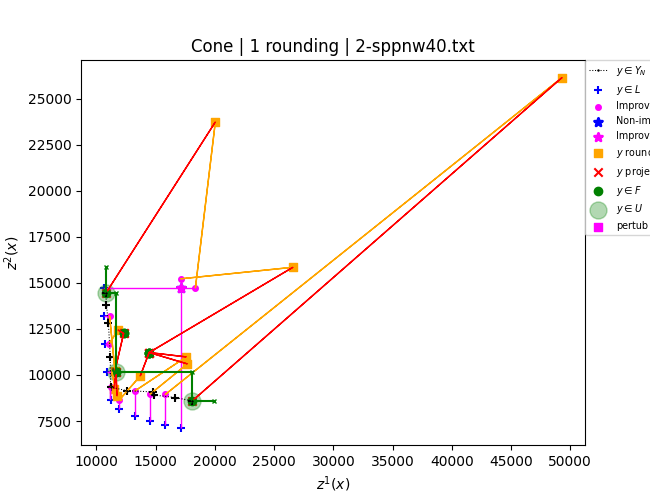 Cone | 1 rounding | 2-sppnw40.txt
z²(x)
25000
22500
20000
17500
15000
12500
10000
7500
10000 15000 20000 25000 30000 35000 40000 45000 50000
z¹(x)
y ∈ Y_N
y ∈ L
Improv
Non-im
Improv
y roun
y proje
y ∈ F
y ∈ U
pertub